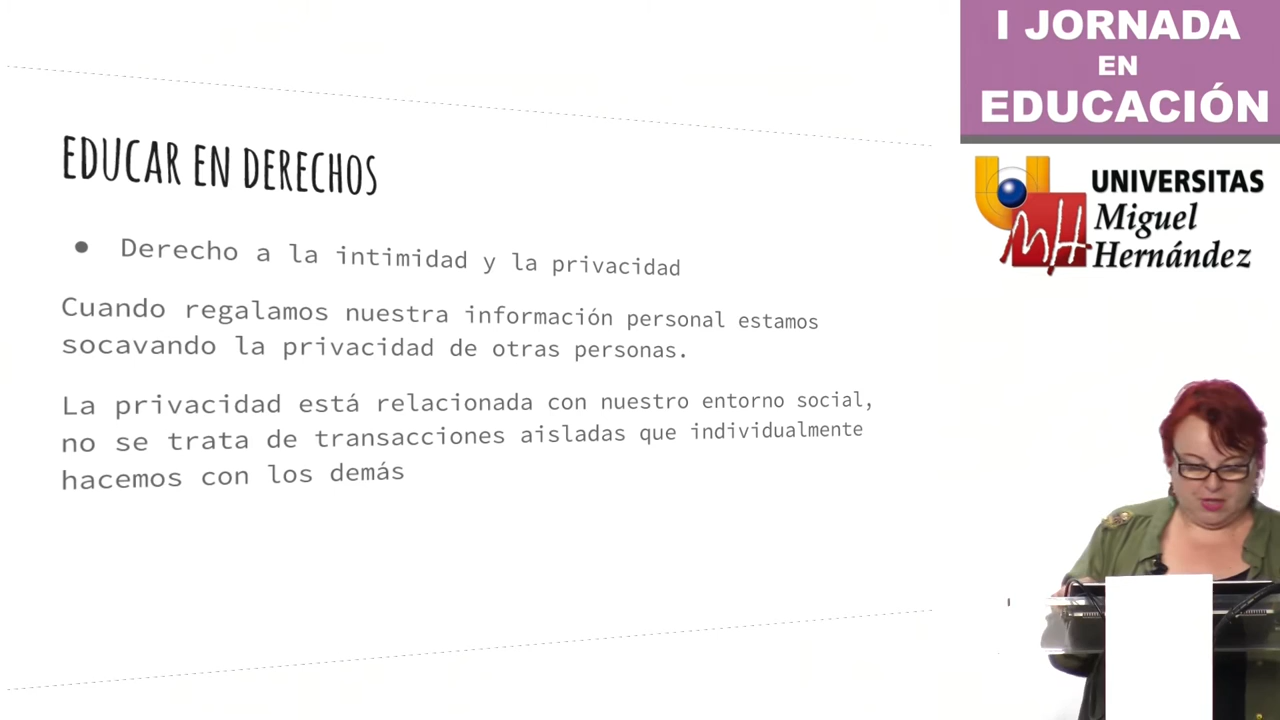 EDUCAR EN DERECHOS
● Derecho a la intimidad y la privacidad
Cuando regalamos nuestra información personal estamos
socavando la privacidad de otras personas.
La privacidad está relacionada con nuestro entorno social,
no se trata de transacciones aisladas que individualmente
hacemos con los demás
I JORNADA
EN
EDUCACIÓN
UNIVERSITAS
Miguel
Hernández